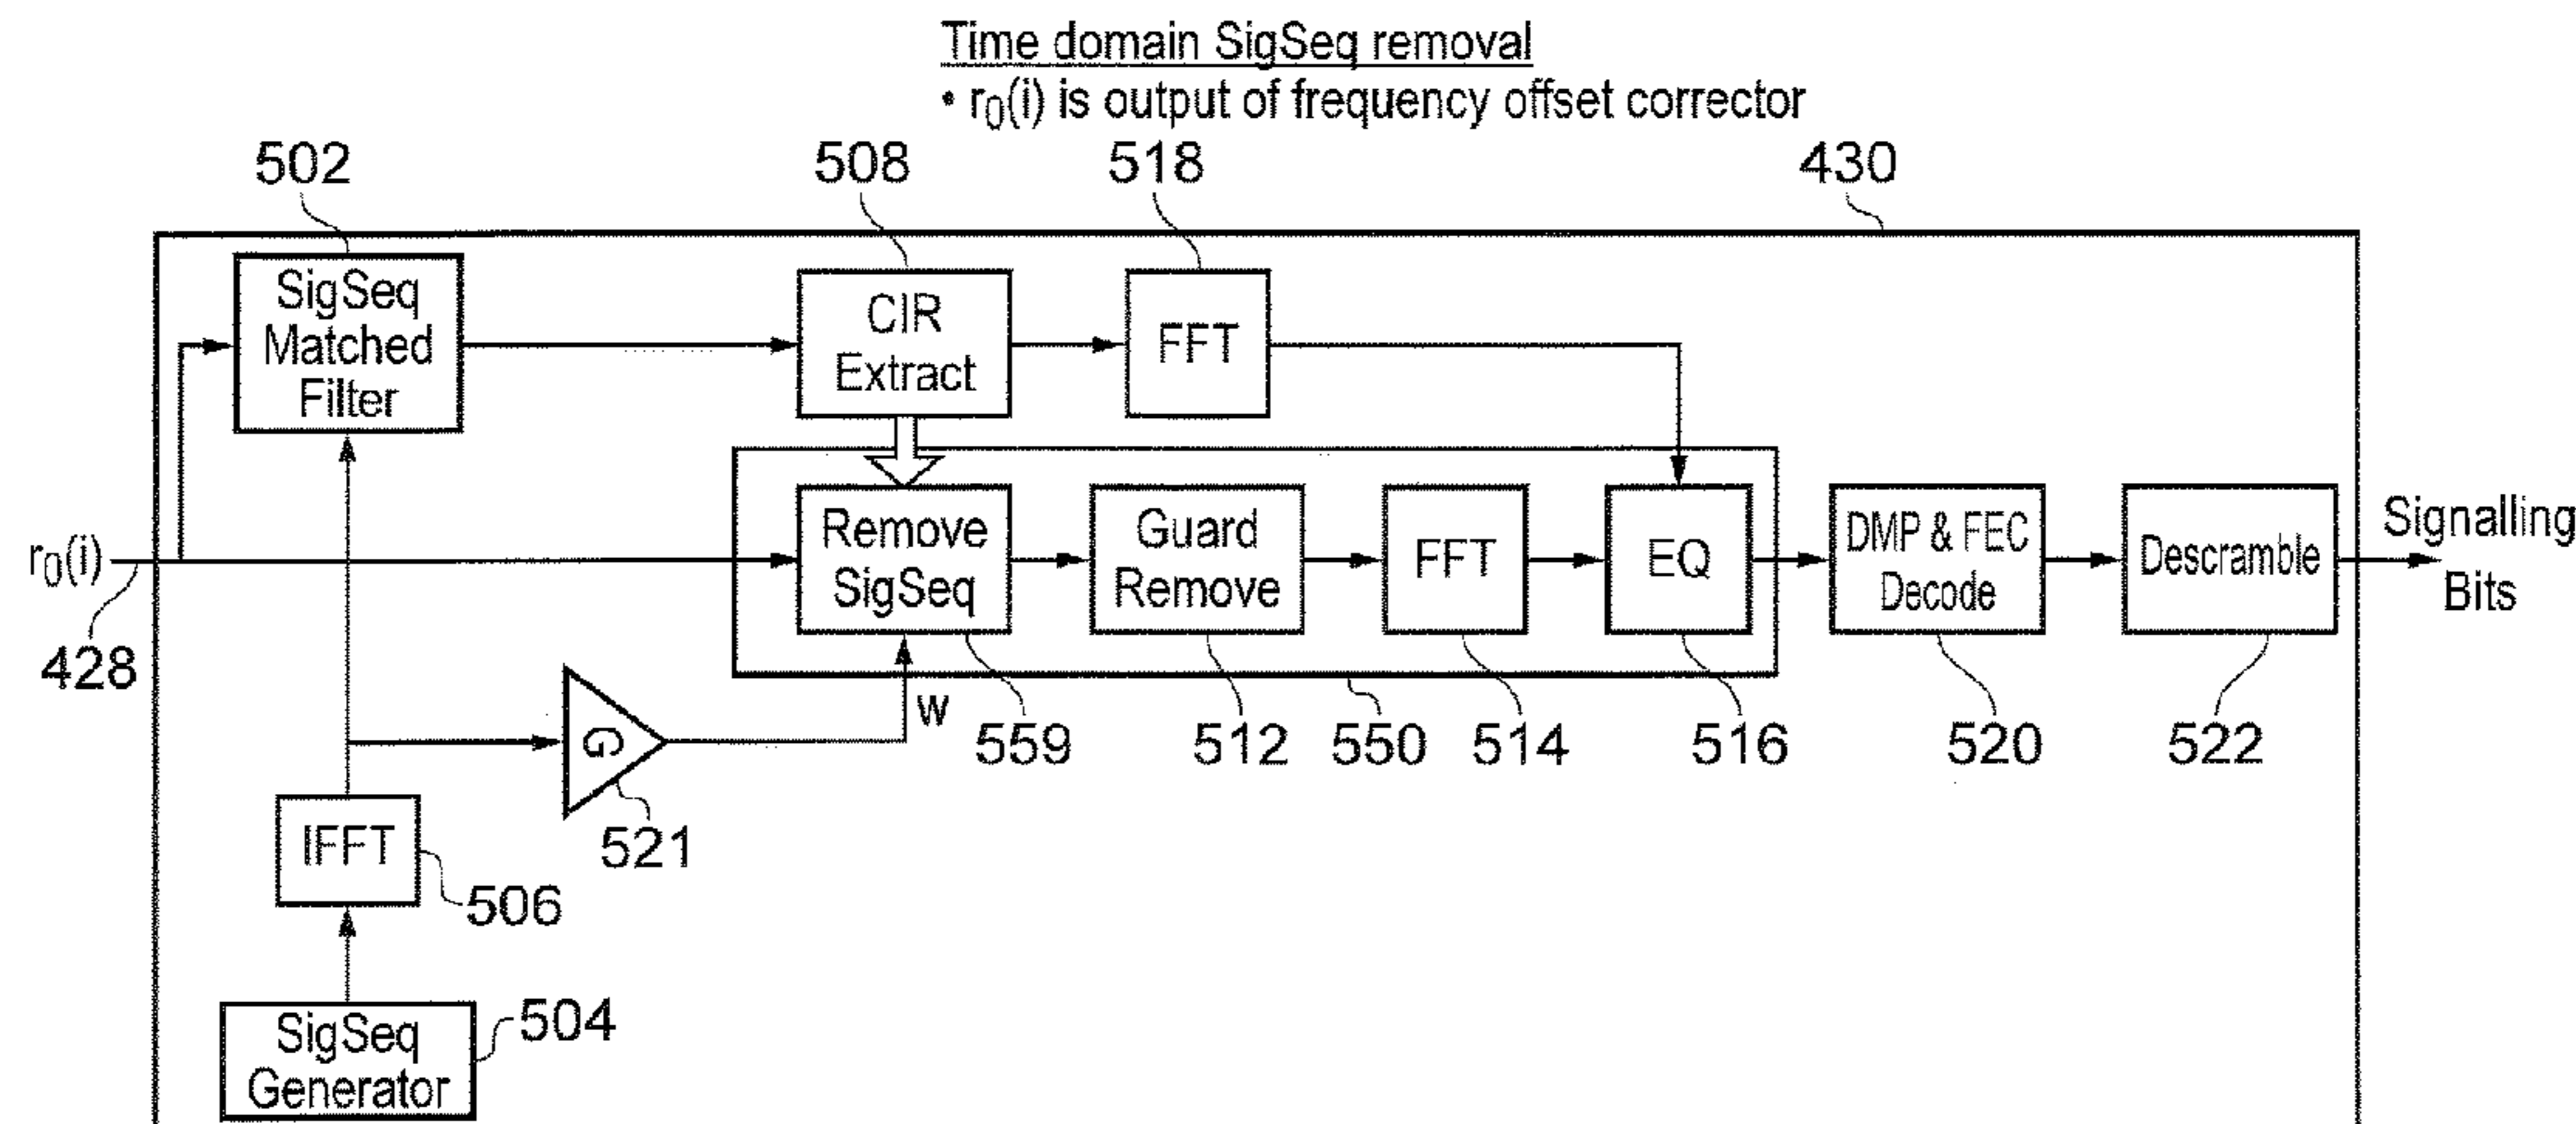 Time domain SigSeq removal
• r0(i) is output of frequency offset corrector
502
508
518
430
SigSeq
Matched
Filter
CIR
Extract
FFT
r0(i)
428
Remove
SigSeq
Guard
Remove
FFT
EQ
DMP & FEC
Decode
Descramble
Signalling
Bits
w
559
512
550
514
516
520
522
G
521
IFFT
506
SigSeq
Generator
504